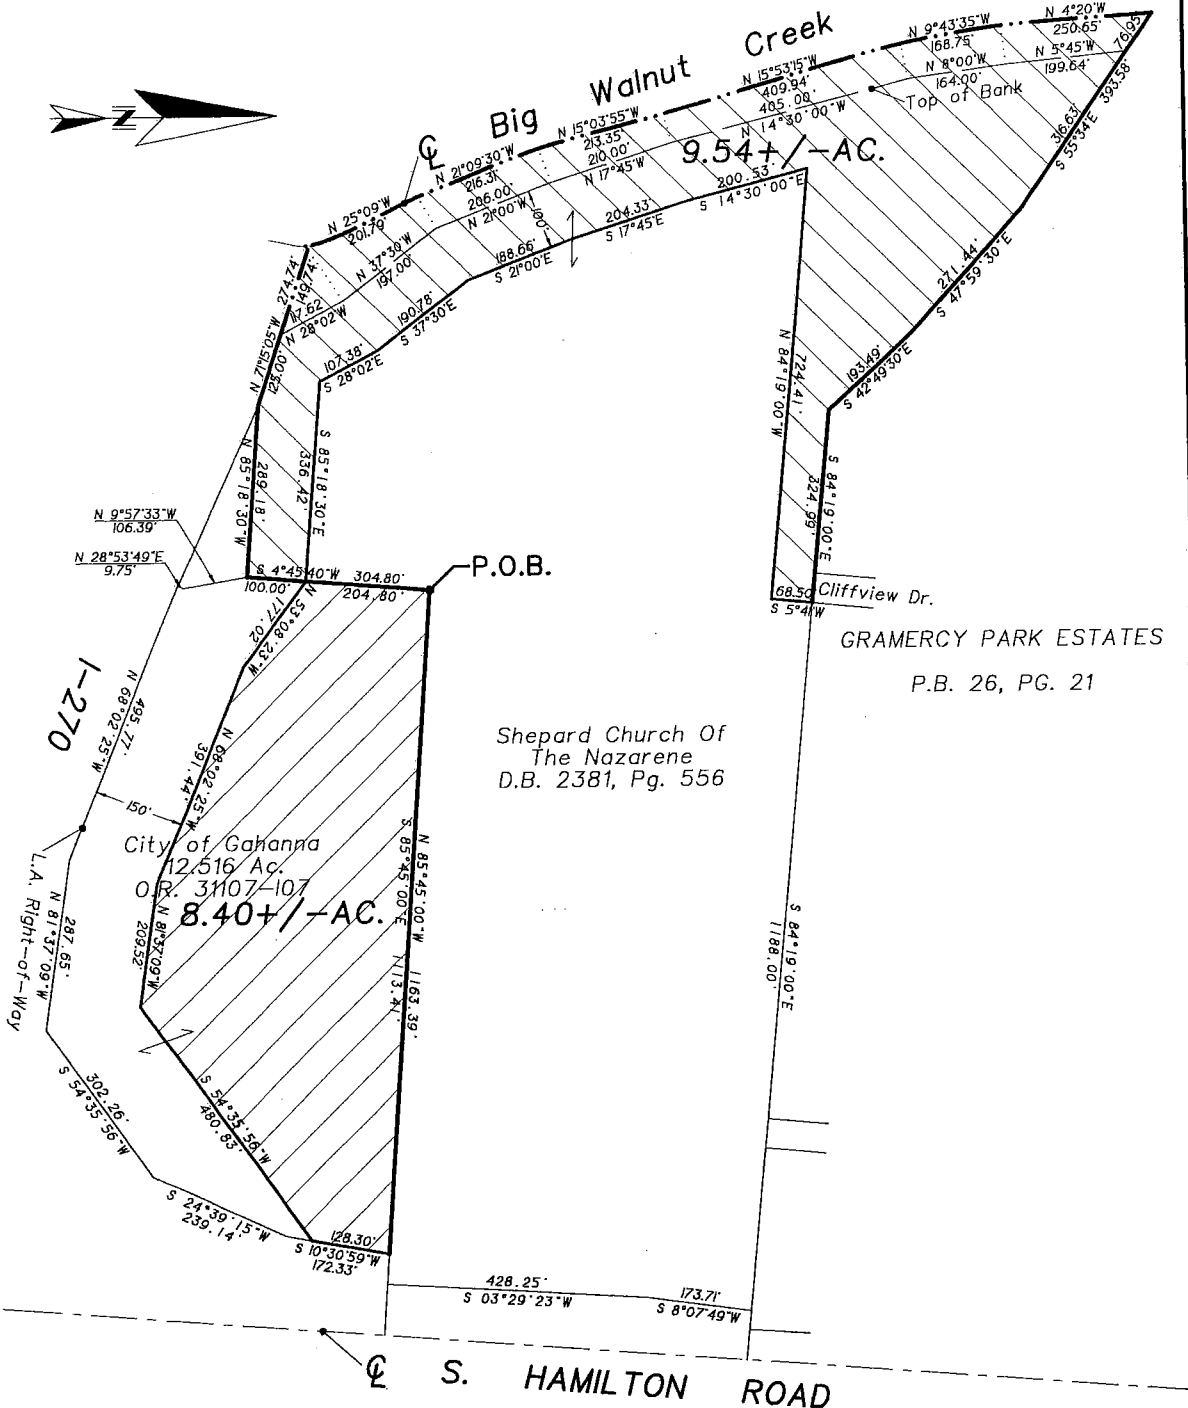 N
Big Walnut Creek
℄
N 25°09'W
201.79'
N 21°09'30"W
216.31'
206.00'
N 21°00'W
N 15°03'55"W
213.35'
210.00'
N 17°45'W
N 15°53'15"W
409.94'
405.00'
N 14°30'00"W
N 9°43'35"W
168.75'
N 8°00'W
164.00'
N 4°20'W
250.65'
N 5°45'W
199.64'
Top of Bank
76.95'
393.58'
316.63'
S 55°34'E
9.54+/-AC.
100'
N 37°30'W
197.00'
117.62
N 28°02'W
274.74'
149.74'
N 71°15'05"W
125.00'
107.38'
S 28°02'E
190.78'
S 37°30'E
188.66'
S 21°00'E
204.33'
S 17°45'E
200.53'
S 14°30'00"E
271.44'
S 47°59'30"E
193.49'
S 42°49'30"E
N 84°19'00"W
724.41'
S 84°19'00"E
324.99'
S 85°18'30"E
336.42'
N 85°18'30"W
289.18'
N 9°57'33"W
106.39'
N 28°53'49"E
9.75'
S 4°45'40"W
304.80'
100.00'
204.80'
P.O.B.
68.50'
S 5°41'W
Cliffview Dr.
GRAMERCY PARK ESTATES
P.B. 26, PG. 21
N 53°08'23"W
177.02'
I-270
495.77'
N 68°02'25"W
N 68°02'25"W
391.44'
150'
Shepard Church Of
The Nazarene
D.B. 2381, Pg. 556
City of Gahanna
12.516 Ac.
O.R. 31107-107
8.40+/-AC.
L.A. Right-of-Way
287.65'
N 81°37'09"W
N 81°37'09"W
209.52'
N 85°45'00"W 1163.39'
S 85°45'00"E 1113.41'
S 84°19'00"E
1188.00'
302.26'
S 54°35'56"W
S 54°35'56"W
480.83'
S 24°39'15"W
239.14'
128.30'
S 10°30'59"W
172.33'
428.25'
S 03°29'23"W
173.71'
S 8°07'49"W
℄ S. HAMILTON ROAD